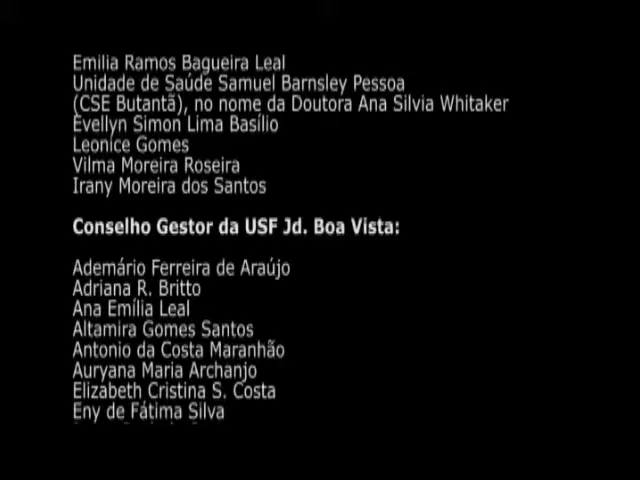 Emilia Ramos Bagueira Leal
Unidade de Saúde Samuel Barnsley Pessoa
(CSE Butantã), no nome da Doutora Ana Silvia Whitaker
Evellyn Simon Lima Basílio
Leonice Gomes
Vilma Moreira Roseira
Irany Moreira dos Santos
Conselho Gestor da USF Jd. Boa Vista:
Ademário Ferreira de Araújo
Adriana R. Britto
Ana Emília Leal
Altamira Gomes Santos
Antonio da Costa Maranhão
Auryana Maria Archanjo
Elizabeth Cristina S. Costa
Eny de Fátima Silva